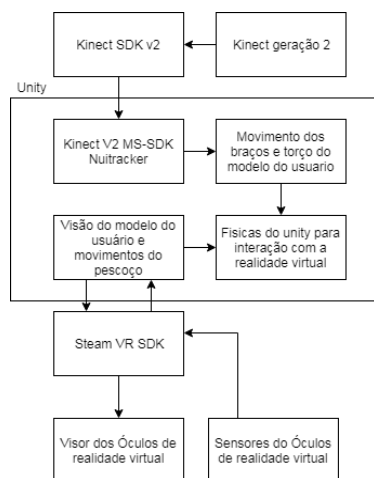 Kinect SDK v2
Kinect geração 2
Unity
Kinect V2 MS-SDK
Nuitracker
Movimento dos
braços e torço do
modelo do usuario
Visão do modelo do
usuário e
movimentos do
pescoço
Fisicas do unity para
interação com a
realidade virtual
Steam VR SDK
Visor dos Óculos de
realidade virtual
Sensores do Óculos
de realidade virtual